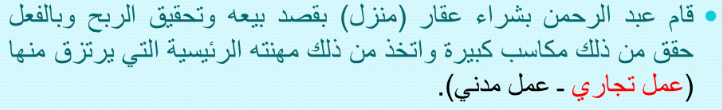 • قام عبد الرحمن بشراء عقار (منزل) بقصد بيعه وتحقيق الربح وبالفعل
حقق من ذلك مكاسب كبيرة واتخذ من ذلك مهنته الرئيسية التي يرتزق منها
(عمل تجاري - عمل مدني).